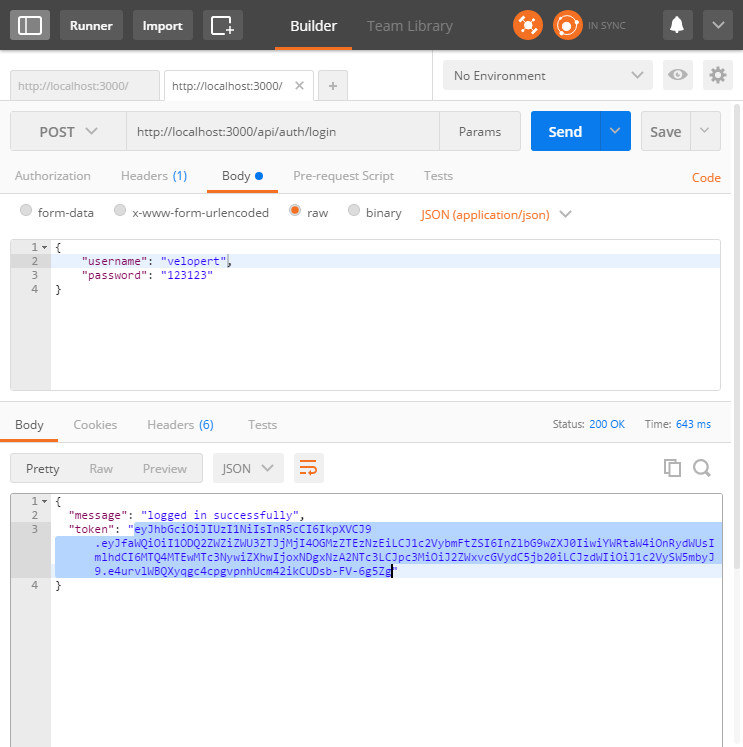 Runner Import Builder Team Library IN SYNC
http://localhost:3000/ http://localhost:3000/ No Environment
POST http://localhost:3000/api/auth/login Params Send Save
Authorization Headers (1) Body Pre-request Script Tests Code
form-data x-www-form-urlencoded raw binary JSON (application/json)
1 {
2 "username": "velopert",
3 "password": "123123"
4 }
Body Cookies Headers (6) Tests Status: 200 OK Time: 643 ms
Pretty Raw Preview JSON
1 {
2 "message": "logged in successfully",
3 "token": "eyJhbGciOiJIUzI1NiIsInR5cCI6IkpXVCJ9
.eyJfaWQiOiI1ODQ2ZWZiZWU3ZTJjMjI4OGMzZTEzNzEiLCJ1c2VybmFtZSI6InZlbG9wZXJ0IiwiYWRtaW4iOnRydWUsI
mlhdCI6MTQ4MTEwMTc3NywiZXhwIjoxNDgxNzA2NTc3LCJpc3MiOiJ2ZWxvcGVydC5jb20iLCJzdWIiOiJ1c2VySW5mbyJ
9.e4urvlWBQXyqgc4cpgvpnhUcm42ikCUDsb-FV-6g5Zg"
4 }